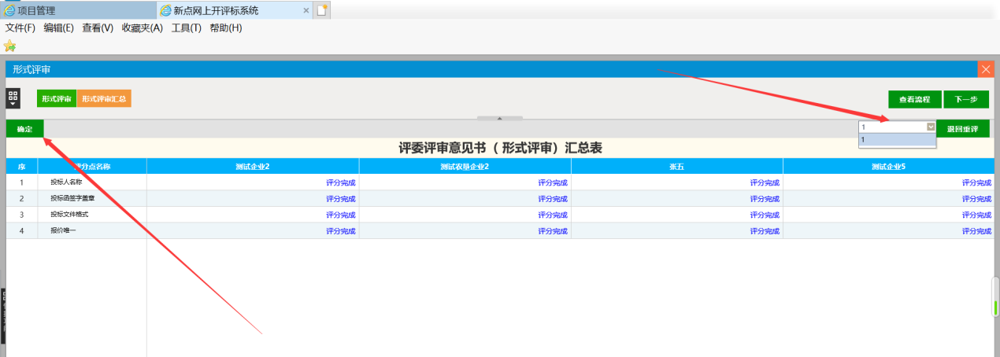 项目管理
新点网上开评标系统
文件(F) 编辑(E) 查看(V) 收藏夹(A) 工具(T) 帮助(H)
形式评审
形式评审 形式评审汇总 查看流程 下一步
确定 1 退回重评
1
评委评审意见书（ 形式评审）汇总表
序 分点名称 测试企业2 测试农垦企业2 张五 测试企业5
1 投标人名称 评分完成 评分完成 评分完成 评分完成
2 投标函签字盖章 评分完成 评分完成 评分完成 评分完成
3 投标文件格式 评分完成 评分完成 评分完成 评分完成
4 报价唯一 评分完成 评分完成 评分完成 评分完成